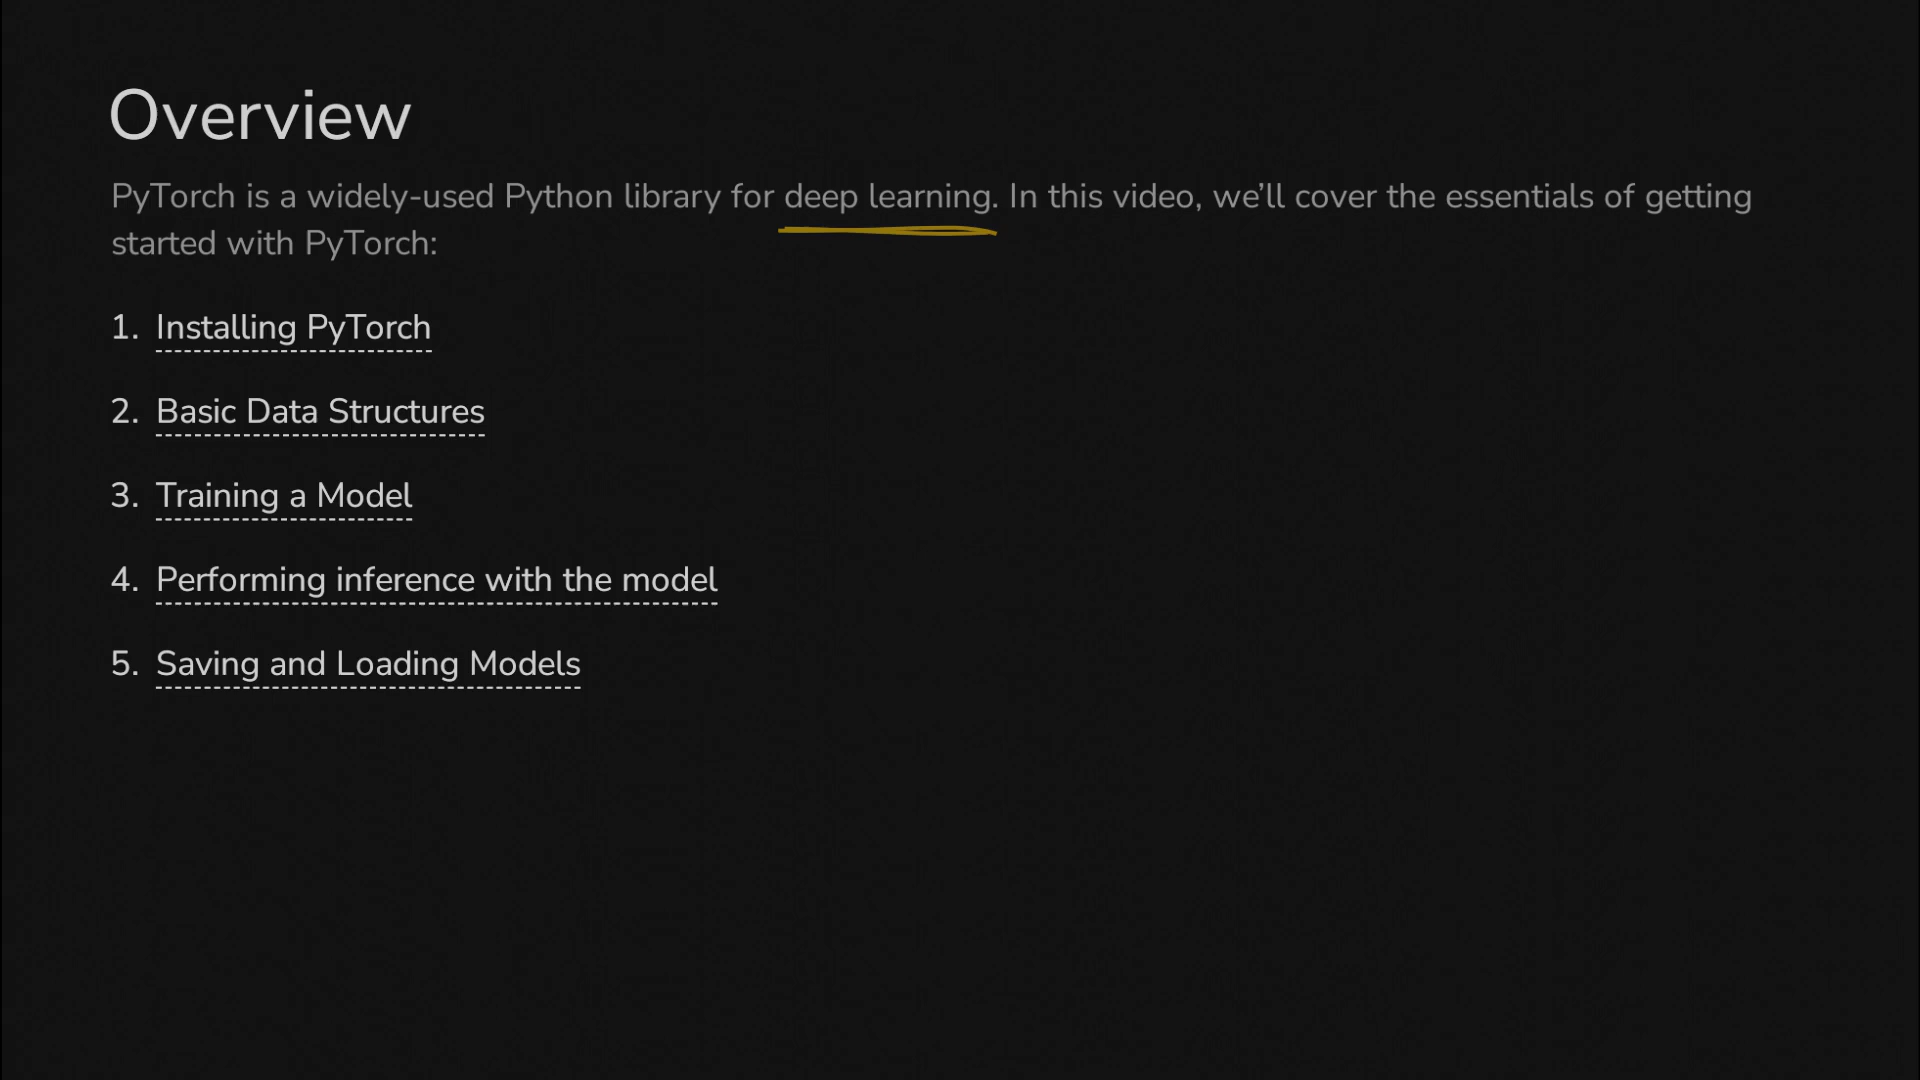 Overview
PyTorch is a widely-used Python library for deep learning. In this video, we’ll cover the essentials of getting
started with PyTorch:
1. Installing PyTorch
2. Basic Data Structures
3. Training a Model
4. Performing inference with the model
5. Saving and Loading Models